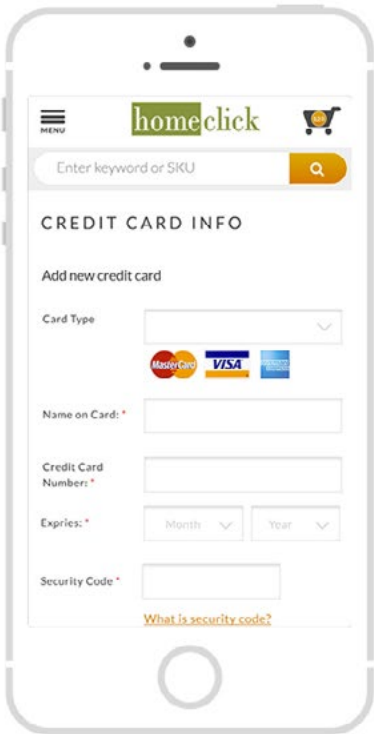 MENU
homeclick
Enter keyword or SKU
CREDIT CARD INFO
Add new credit card
Card Type
MasterCard VISA
Name on Card: *
Credit Card
Number: *
Expries: *
Month
Year
Security Code *
What is security code?